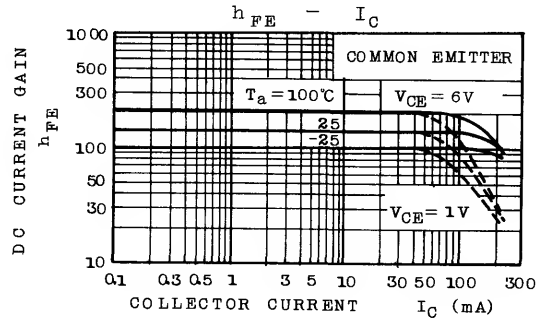 hFE – IC
1000
500
300
100
50
30
10
DC CURRENT GAIN
hFE
COMMON EMITTER
Ta=100℃
VCE=6V
25
-25
VCE=1V
0.1 0.3 0.5 1 3 5 10 30 50 100 300
COLLECTOR CURRENT IC (mA)